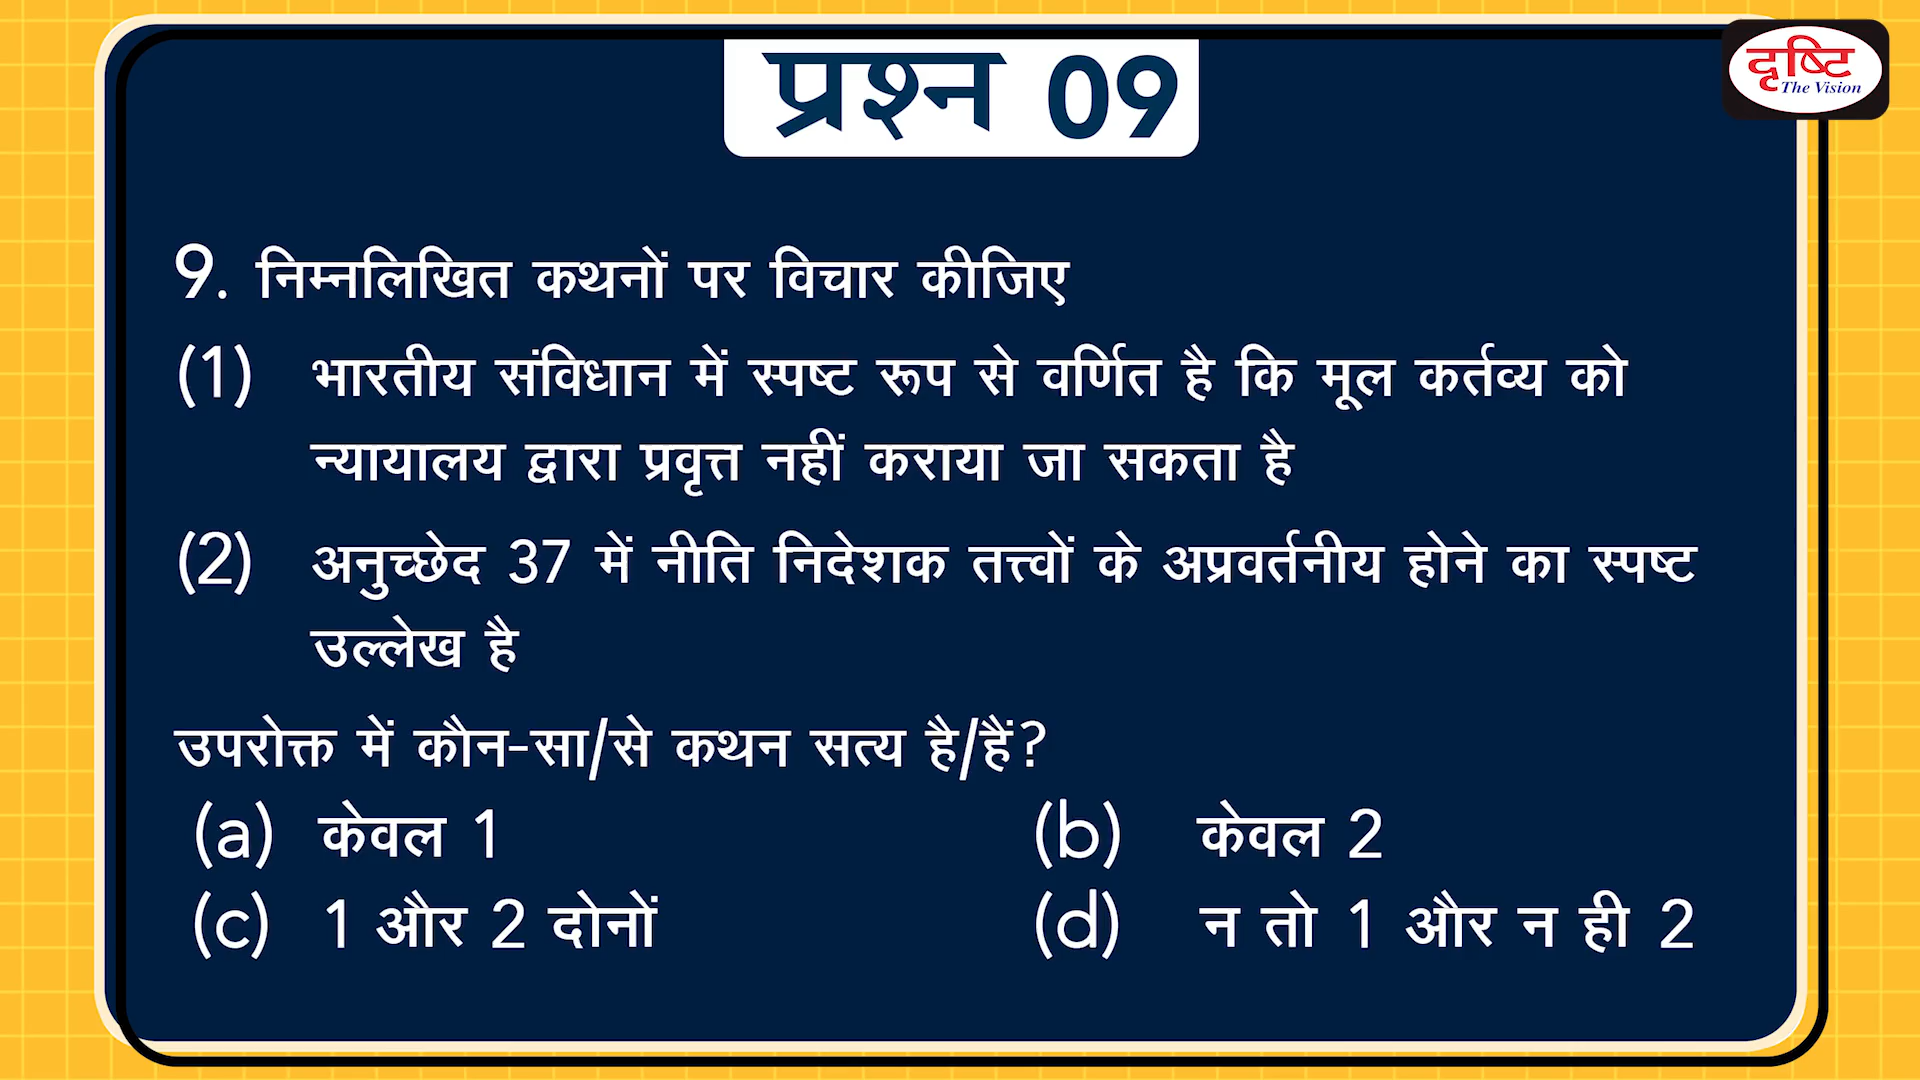 प्रश्न 09
दृष्टि
The Vision
9. निम्नलिखित कथनों पर विचार कीजिए
(1) भारतीय संविधान में स्पष्ट रूप से वर्णित है कि मूल कर्तव्य को
न्यायालय द्वारा प्रवृत्त नहीं कराया जा सकता है
(2) अनुच्छेद 37 में नीति निदेशक तत्त्वों के अप्रवर्तनीय होने का स्पष्ट
उल्लेख है
उपरोक्त में कौन-सा/से कथन सत्य है/हैं?
(a) केवल 1 (b) केवल 2
(c) 1 और 2 दोनों (d) न तो 1 और न ही 2